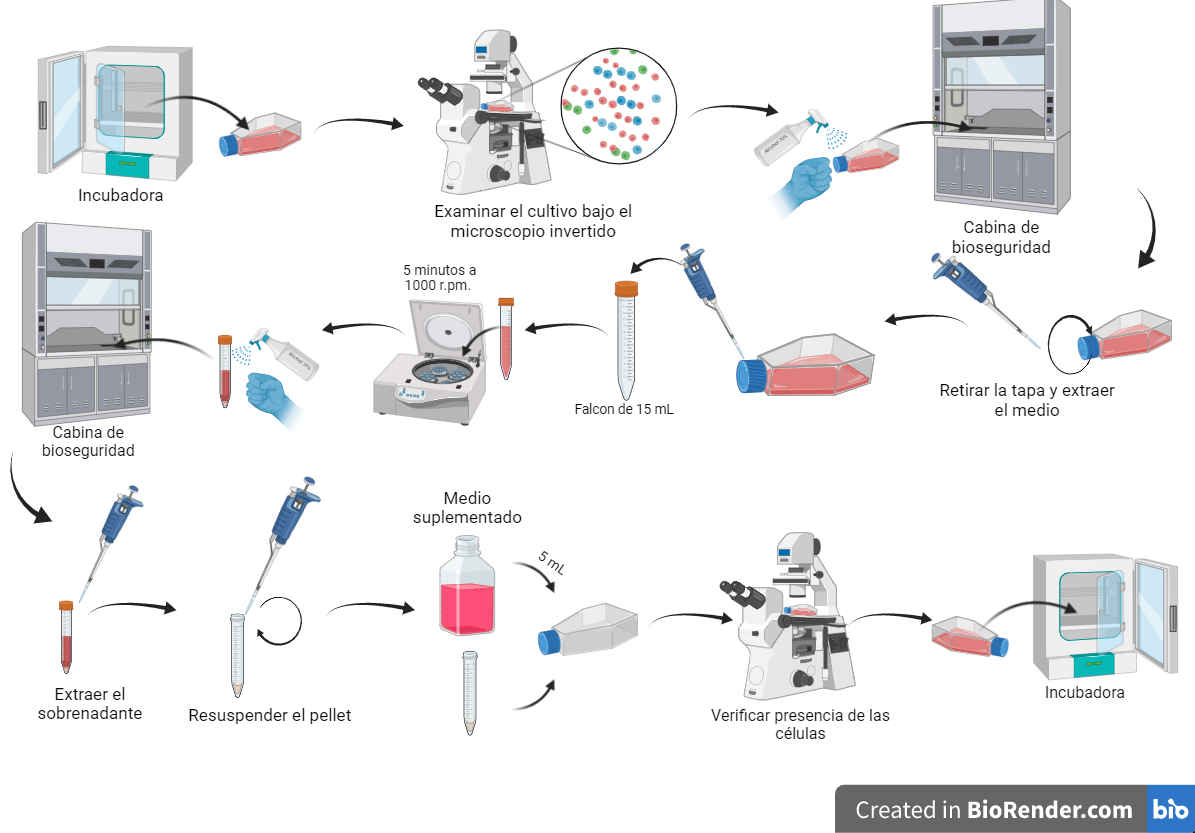 Incubadora
Examinar el cultivo bajo el
microscopio invertido
Alcohol 70%
Cabina de
bioseguridad
Retirar la tapa y extraer
el medio
Falcon de 15 mL
5 minutos a
1000 r.p.m.
Alcohol 70%
Cabina de
bioseguridad
Extraer el
sobrenadante
Resuspender el pellet
Medio
suplementado
5 mL
Verificar presencia de las
células
Incubadora
Created in BioRender.com bio